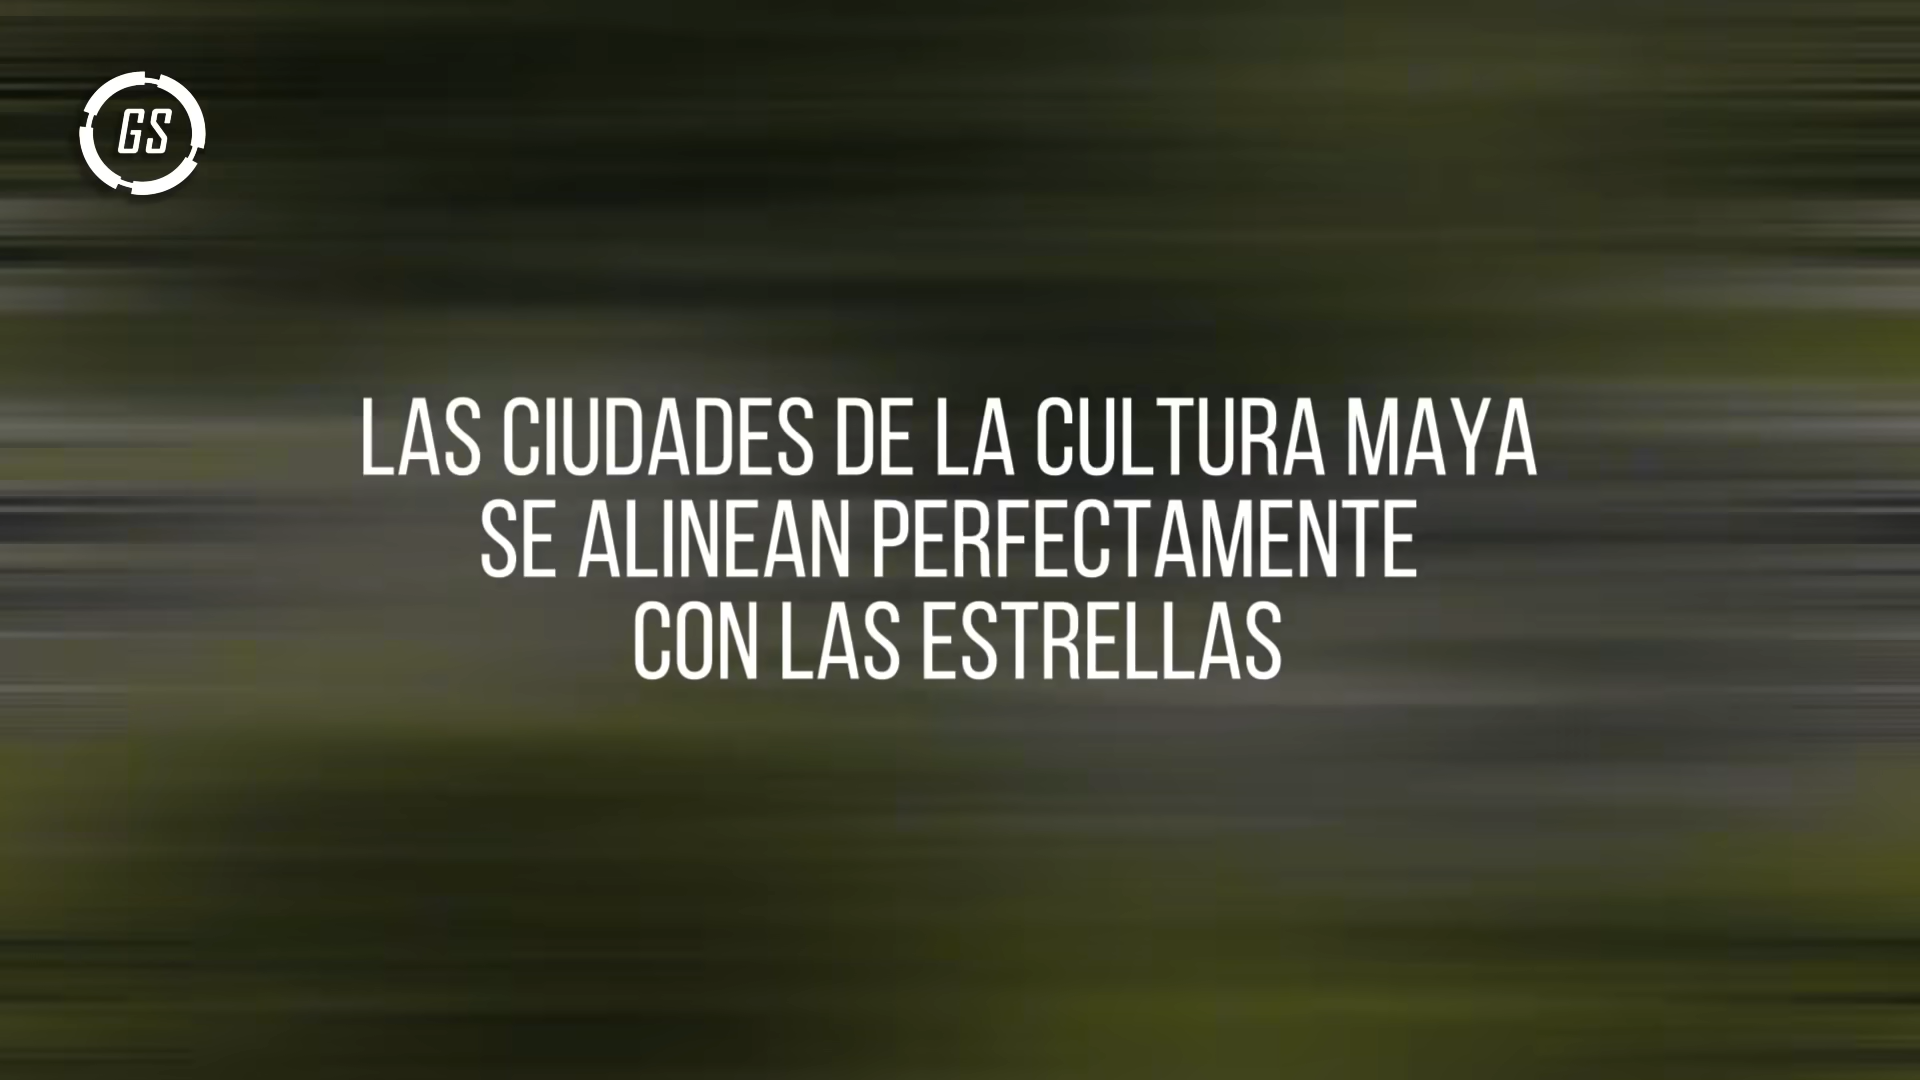 GS
LAS CIUDADES DE LA CULTURA MAYA
SE ALINEAN PERFECTAMENTE
CON LAS ESTRELLAS